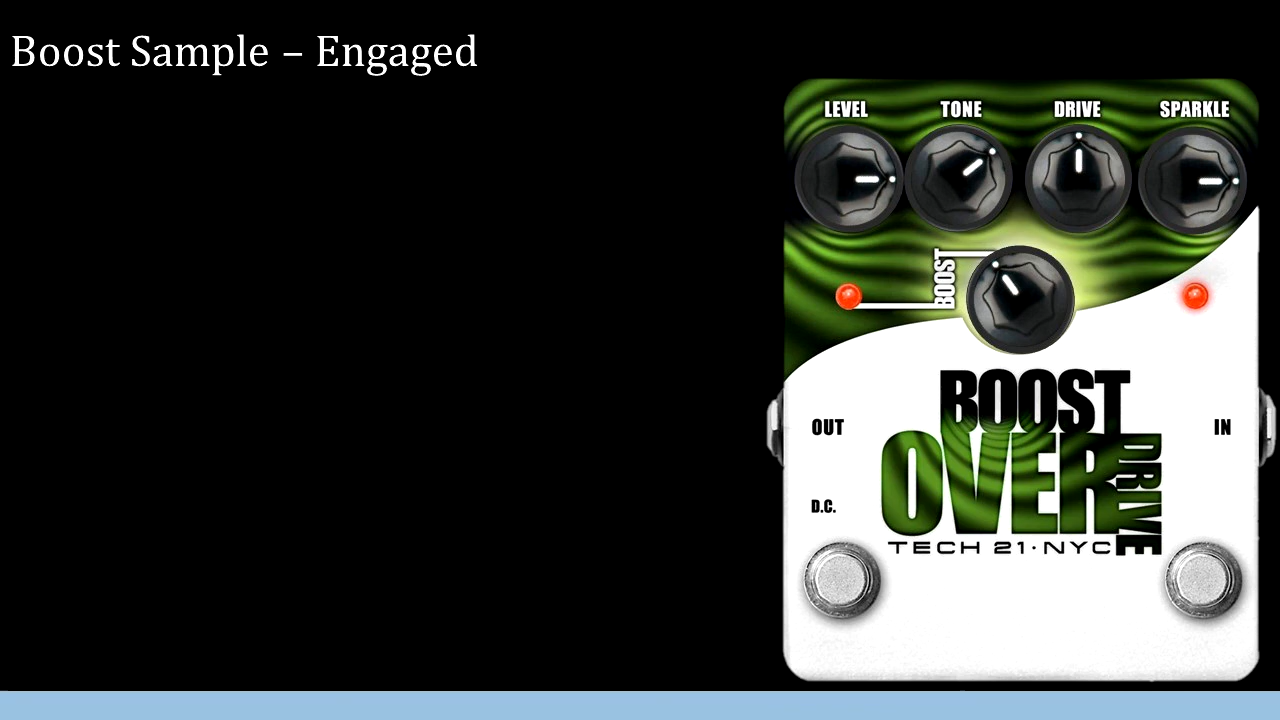 Boost Sample – Engaged
LEVEL TONE DRIVE SPARKLE
BOOST
BOOST
OUT IN
OVER
DRIVE
D.C.
TECH 21·NYC